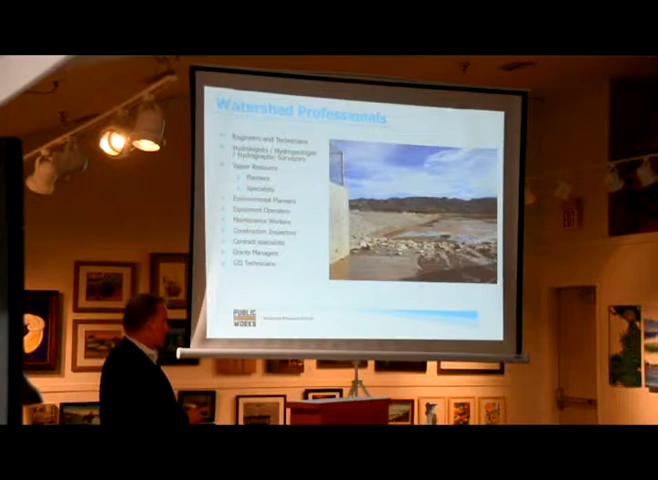 Watershed Professionals
Engineers and Technicians
Hydrologists / Hydrogeologist
/ Hydrographic Surveyors
Water Resource
Planners
Specialists
Environmental Planners
Equipment Operators
Maintenance Workers
Construction Inspectors
Contract specialists
Grants Managers
GIS Technicians
PUBLIC
WORKS